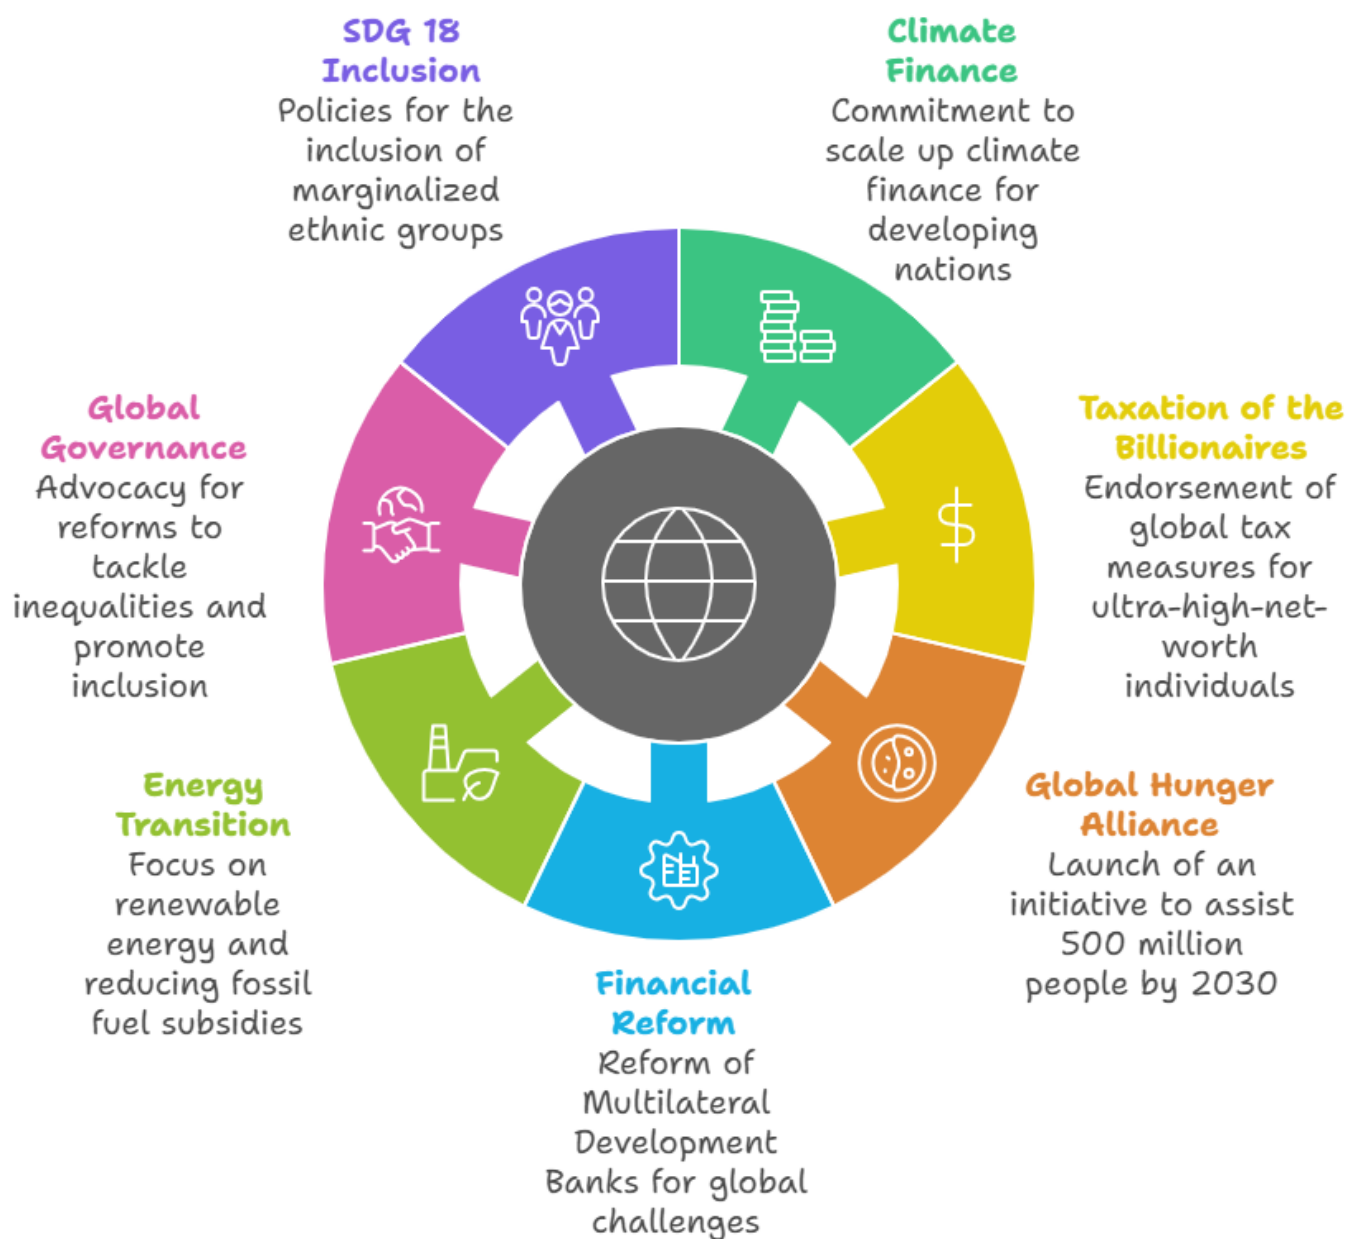 SDG 18
Inclusion
Policies for the
inclusion of
marginalized
ethnic groups
Climate
Finance
Commitment to
scale up climate
finance for
developing
nations
Global
Governance
Advocacy for
reforms to
tackle
inequalities and
promote
inclusion
Taxation of the
Billionaires
Endorsement of
global tax
measures for
ultra-high-net-
worth
individuals
$
Energy
Transition
Focus on
renewable
energy and
reducing fossil
fuel subsidies
Global Hunger
Alliance
Launch of an
initiative to assist
500 million
people by 2030
Financial
Reform
Reform of
Multilateral
Development
Banks for global
challenges